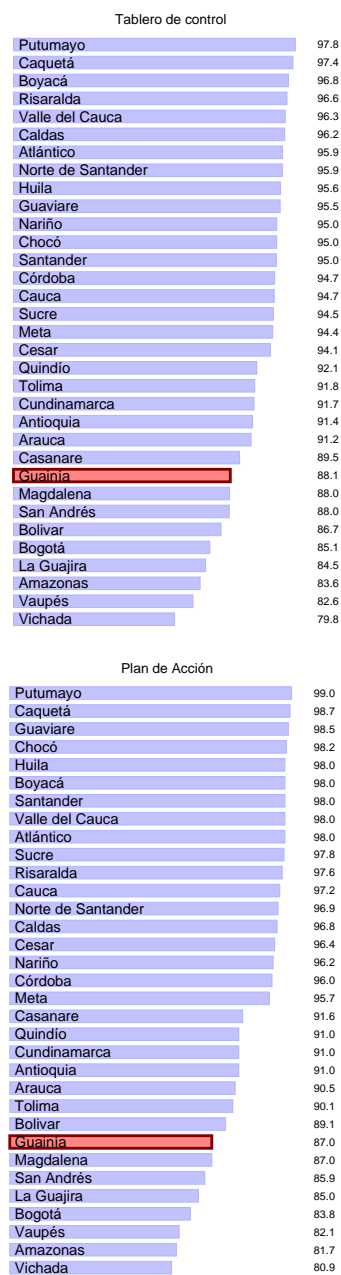 Tablero de control
Putumayo 97.8
Caquetá 97.4
Boyacá 96.8
Risaralda 96.6
Valle del Cauca 96.3
Caldas 96.2
Atlántico 95.9
Norte de Santander 95.9
Huila 95.6
Guaviare 95.5
Nariño 95.0
Chocó 95.0
Santander 95.0
Córdoba 94.7
Cauca 94.7
Sucre 94.5
Meta 94.4
Cesar 94.1
Quindío 92.1
Tolima 91.8
Cundinamarca 91.7
Antioquia 91.4
Arauca 91.2
Casanare 89.5
Guainía 88.1
Magdalena 88.0
San Andrés 88.0
Bolivar 86.7
Bogotá 85.1
La Guajira 84.5
Amazonas 83.6
Vaupés 82.6
Vichada 79.8
Plan de Acción
Putumayo 99.0
Caquetá 98.7
Guaviare 98.5
Chocó 98.2
Huila 98.0
Boyacá 98.0
Santander 98.0
Valle del Cauca 98.0
Atlántico 98.0
Sucre 97.8
Risaralda 97.6
Cauca 97.2
Norte de Santander 96.9
Caldas 96.8
Cesar 96.4
Nariño 96.2
Córdoba 96.0
Meta 95.7
Casanare 91.6
Quindío 91.0
Cundinamarca 91.0
Antioquia 91.0
Arauca 90.5
Tolima 90.1
Bolivar 89.1
Guainía 87.0
Magdalena 87.0
San Andrés 85.9
La Guajira 85.0
Bogotá 83.8
Vaupés 82.1
Amazonas 81.7
Vichada 80.9